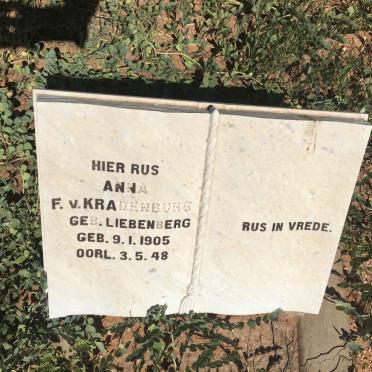 HIER RUS
ANNA
F. v. KRADENBURG
GEB. LIEBENBERG
GEB. 9.1. 1905
OORL. 3.5. 48
RUS IN VREDE.